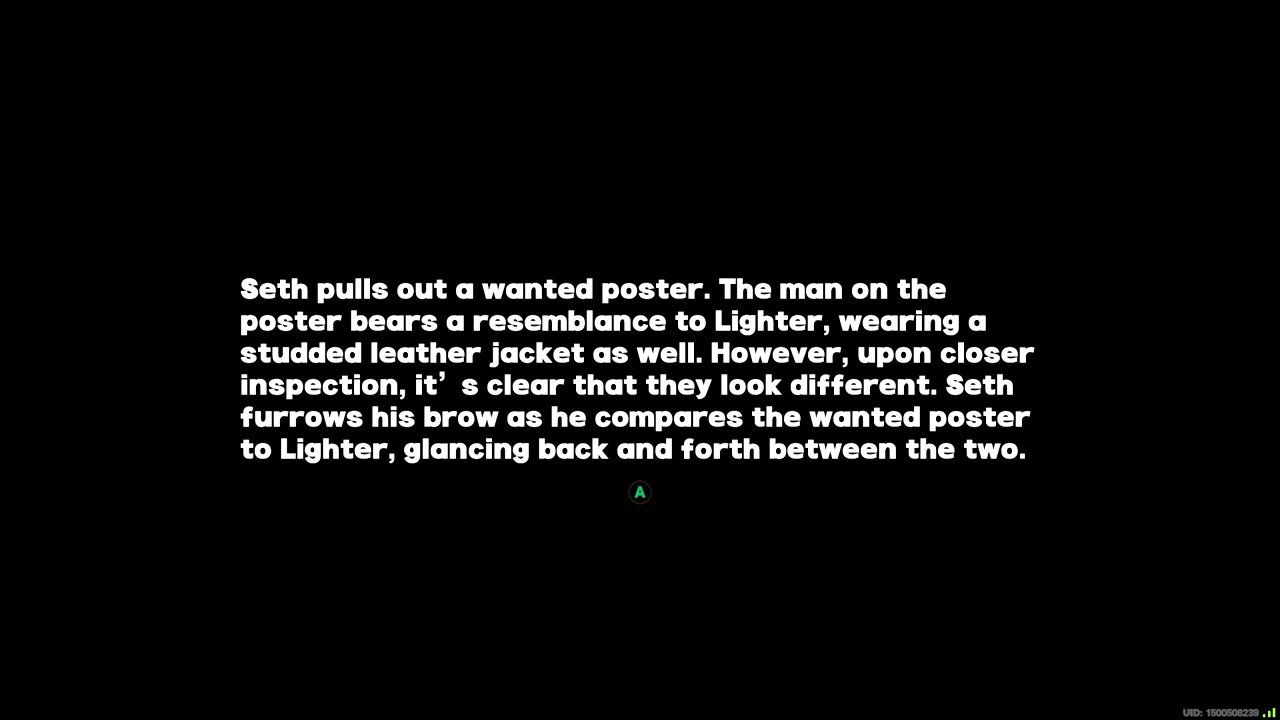 Seth pulls out a wanted poster. The man on the
poster bears a resemblance to Lighter, wearing a
studded leather jacket as well. However, upon closer
inspection, it’s clear that they look different. Seth
furrows his brow as he compares the wanted poster
to Lighter, glancing back and forth between the two.
A
UID: 1500508239